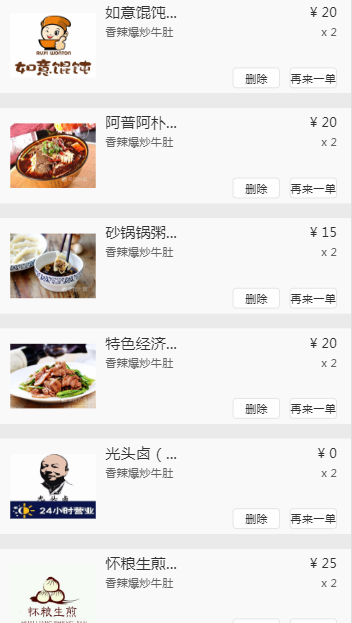 如意馄饨...
¥ 20
香辣爆炒牛肚
x 2
RUYI WONTON
如意馄饨
删除
再来一单
阿普阿朴...
¥ 20
香辣爆炒牛肚
x 2
删除
再来一单
砂锅锅粥...
¥ 15
香辣爆炒牛肚
x 2
删除
再来一单
特色经济...
¥ 20
香辣爆炒牛肚
x 2
删除
再来一单
光头卤（...
¥ 0
香辣爆炒牛肚
x 2
24小时营业
删除
再来一单
怀粮生煎...
¥ 25
香辣爆炒牛肚
x 2
怀粮生煎